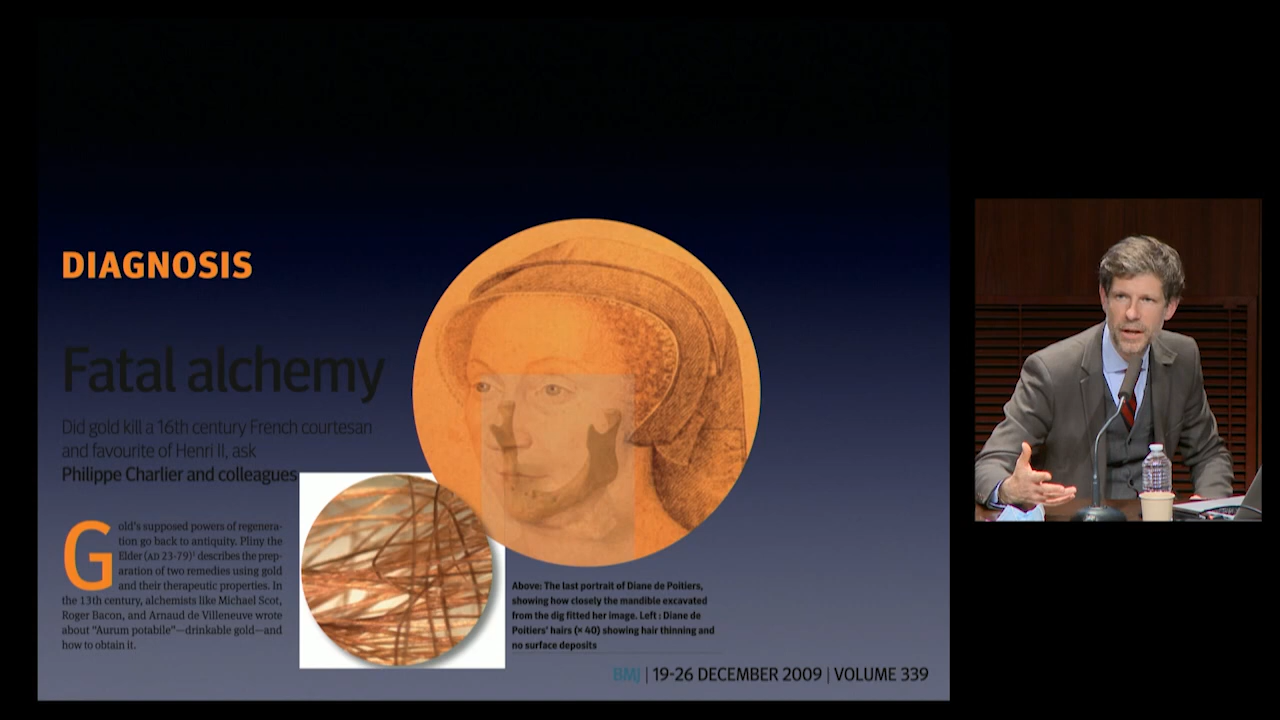 DIAGNOSIS
Fatal alchemy
Did gold kill a 16th century French courtesan
and favourite of Henri II, ask
Philippe Charlier and colleagues
Gold's supposed powers of regenera-
tion go back to antiquity. Pliny the
Elder (AD 23-79)¹ describes the prep-
aration of two remedies using gold
and their therapeutic properties. In
the 13th century, alchemists like Michael Scot,
Roger Bacon, and Arnaud de Villeneuve wrote
about “Aurum potabile”—drinkable gold—and
how to obtain it.
Above: The last portrait of Diane de Poitiers,
showing how closely the mandible excavated
from the dig fitted her image. Left : Diane de
Poitiers' hairs (× 40) showing hair thinning and
no surface deposits
BMJ | 19-26 DECEMBER 2009 | VOLUME 339